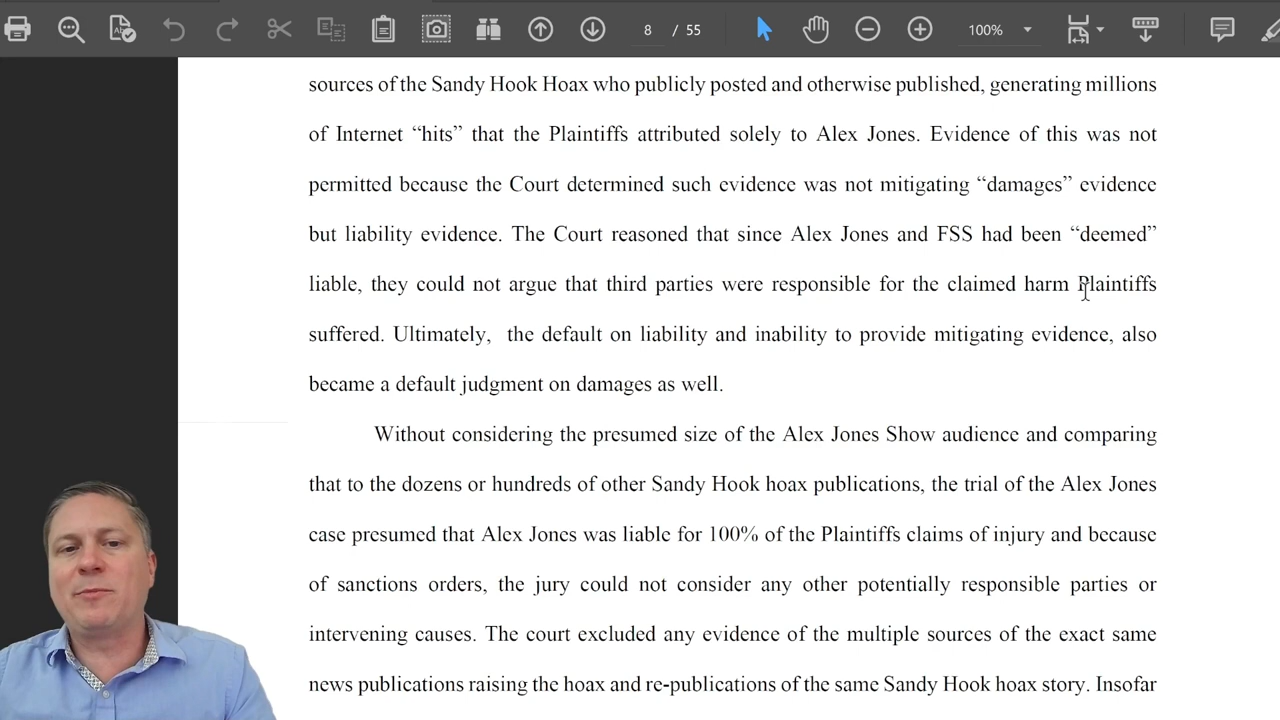 8 / 55
100%
sources of the Sandy Hook Hoax who publicly posted and otherwise published, generating millions
of Internet “hits” that the Plaintiffs attributed solely to Alex Jones. Evidence of this was not
permitted because the Court determined such evidence was not mitigating “damages” evidence
but liability evidence. The Court reasoned that since Alex Jones and FSS had been “deemed”
liable, they could not argue that third parties were responsible for the claimed harm Plaintiffs
suffered. Ultimately, the default on liability and inability to provide mitigating evidence, also
became a default judgment on damages as well.
Without considering the presumed size of the Alex Jones Show audience and comparing
that to the dozens or hundreds of other Sandy Hook hoax publications, the trial of the Alex Jones
case presumed that Alex Jones was liable for 100% of the Plaintiffs claims of injury and because
of sanctions orders, the jury could not consider any other potentially responsible parties or
intervening causes. The court excluded any evidence of the multiple sources of the exact same
news publications raising the hoax and re-publications of the same Sandy Hook hoax story. Insofar